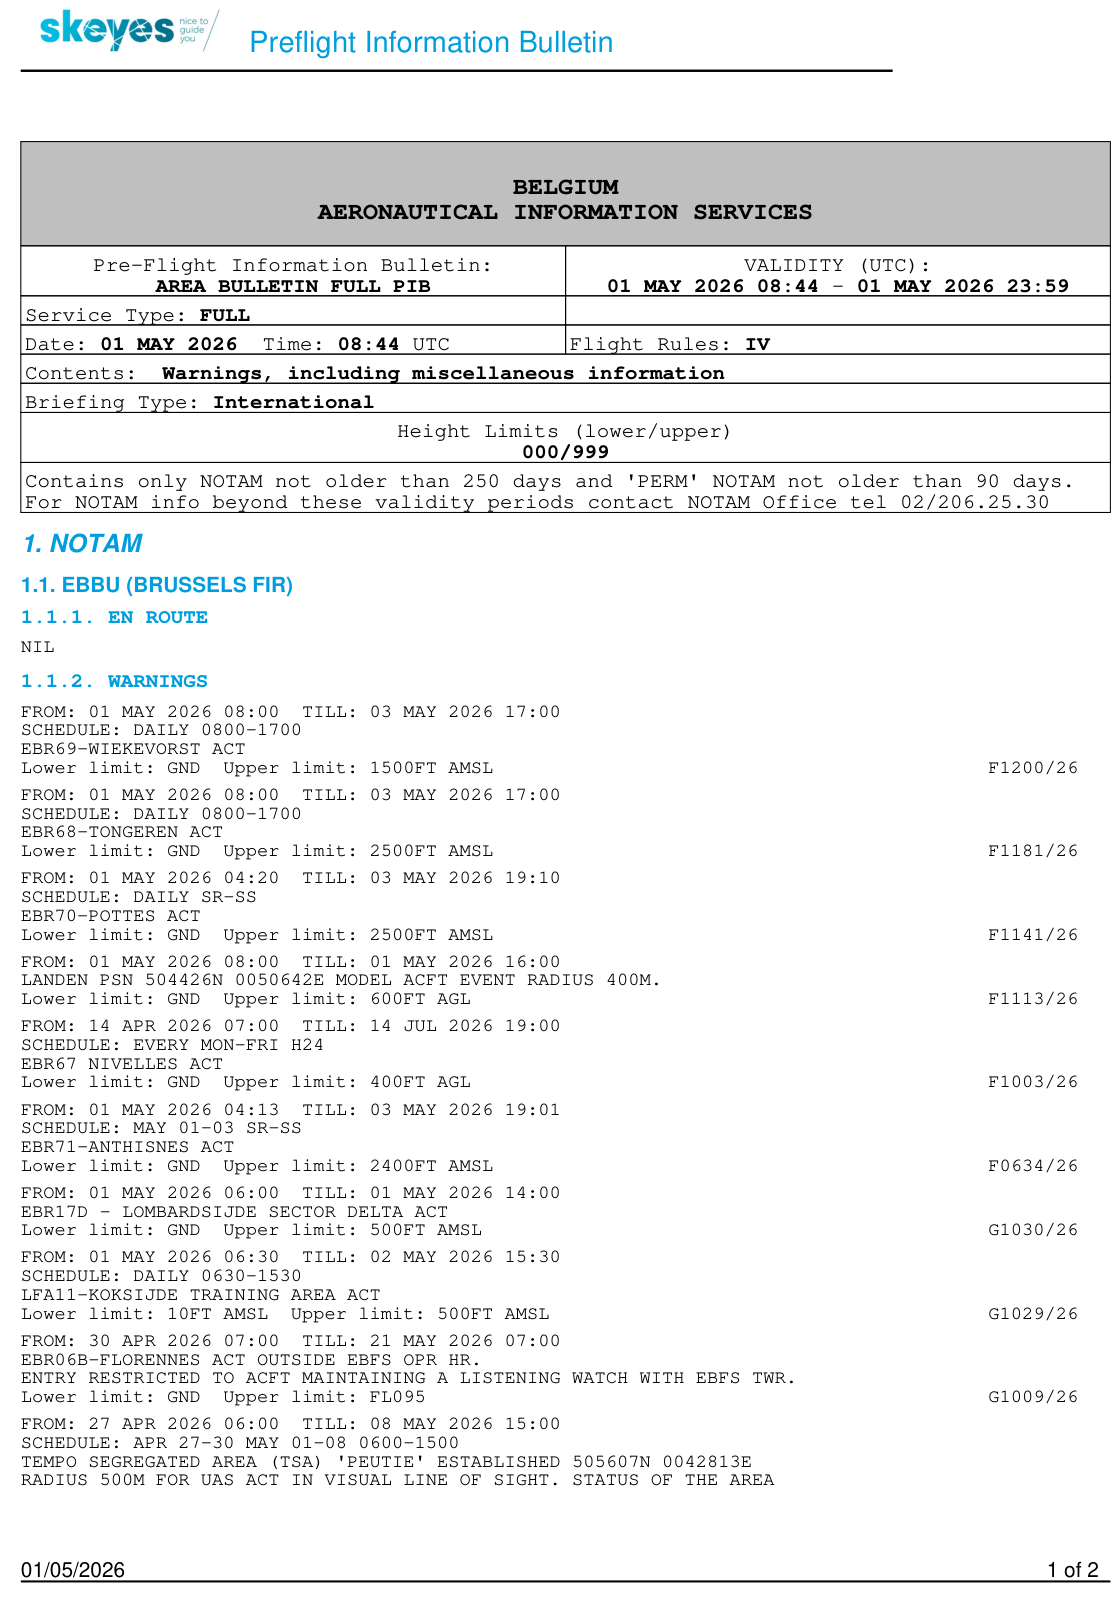 skeyes nice to guide you
Preflight Information Bulletin
BELGIUM
AERONAUTICAL INFORMATION SERVICES
Pre-Flight Information Bulletin:
AREA BULLETIN FULL PIB
VALIDITY (UTC):
01 MAY 2026 08:44 - 01 MAY 2026 23:59
Service Type: FULL
Date: 01 MAY 2026 Time: 08:44 UTC
Flight Rules: IV
Contents: Warnings, including miscellaneous information
Briefing Type: International
Height Limits (lower/upper)
000/999
Contains only NOTAM not older than 250 days and 'PERM' NOTAM not older than 90 days.
For NOTAM info beyond these validity periods contact NOTAM Office tel 02/206.25.30
1. NOTAM
1.1. EBBU (BRUSSELS FIR)
1.1.1. EN ROUTE
NIL
1.1.2. WARNINGS
FROM: 01 MAY 2026 08:00 TILL: 03 MAY 2026 17:00
SCHEDULE: DAILY 0800-1700
EBR69-WIEKEVORST ACT
Lower limit: GND Upper limit: 1500FT AMSL F1200/26
FROM: 01 MAY 2026 08:00 TILL: 03 MAY 2026 17:00
SCHEDULE: DAILY 0800-1700
EBR68-TONGEREN ACT
Lower limit: GND Upper limit: 2500FT AMSL F1181/26
FROM: 01 MAY 2026 04:20 TILL: 03 MAY 2026 19:10
SCHEDULE: DAILY SR-SS
EBR70-POTTES ACT
Lower limit: GND Upper limit: 2500FT AMSL F1141/26
FROM: 01 MAY 2026 08:00 TILL: 01 MAY 2026 16:00
LANDEN PSN 504426N 0050642E MODEL ACFT EVENT RADIUS 400M.
Lower limit: GND Upper limit: 600FT AGL F1113/26
FROM: 14 APR 2026 07:00 TILL: 14 JUL 2026 19:00
SCHEDULE: EVERY MON-FRI H24
EBR67 NIVELLES ACT
Lower limit: GND Upper limit: 400FT AGL F1003/26
FROM: 01 MAY 2026 04:13 TILL: 03 MAY 2026 19:01
SCHEDULE: MAY 01-03 SR-SS
EBR71-ANTHISNES ACT
Lower limit: GND Upper limit: 2400FT AMSL F0634/26
FROM: 01 MAY 2026 06:00 TILL: 01 MAY 2026 14:00
EBR17D - LOMBARDSIJDE SECTOR DELTA ACT
Lower limit: GND Upper limit: 500FT AMSL G1030/26
FROM: 01 MAY 2026 06:30 TILL: 02 MAY 2026 15:30
SCHEDULE: DAILY 0630-1530
LFA11-KOKSIJDE TRAINING AREA ACT
Lower limit: 10FT AMSL Upper limit: 500FT AMSL G1029/26
FROM: 30 APR 2026 07:00 TILL: 21 MAY 2026 07:00
EBR06B-FLORENNES ACT OUTSIDE EBFS OPR HR.
ENTRY RESTRICTED TO ACFT MAINTAINING A LISTENING WATCH WITH EBFS TWR.
Lower limit: GND Upper limit: FL095 G1009/26
FROM: 27 APR 2026 06:00 TILL: 08 MAY 2026 15:00
SCHEDULE: APR 27-30 MAY 01-08 0600-1500
TEMPO SEGREGATED AREA (TSA) 'PEUTIE' ESTABLISHED 505607N 0042813E
RADIUS 500M FOR UAS ACT IN VISUAL LINE OF SIGHT. STATUS OF THE AREA
01/05/2026 1 of 2